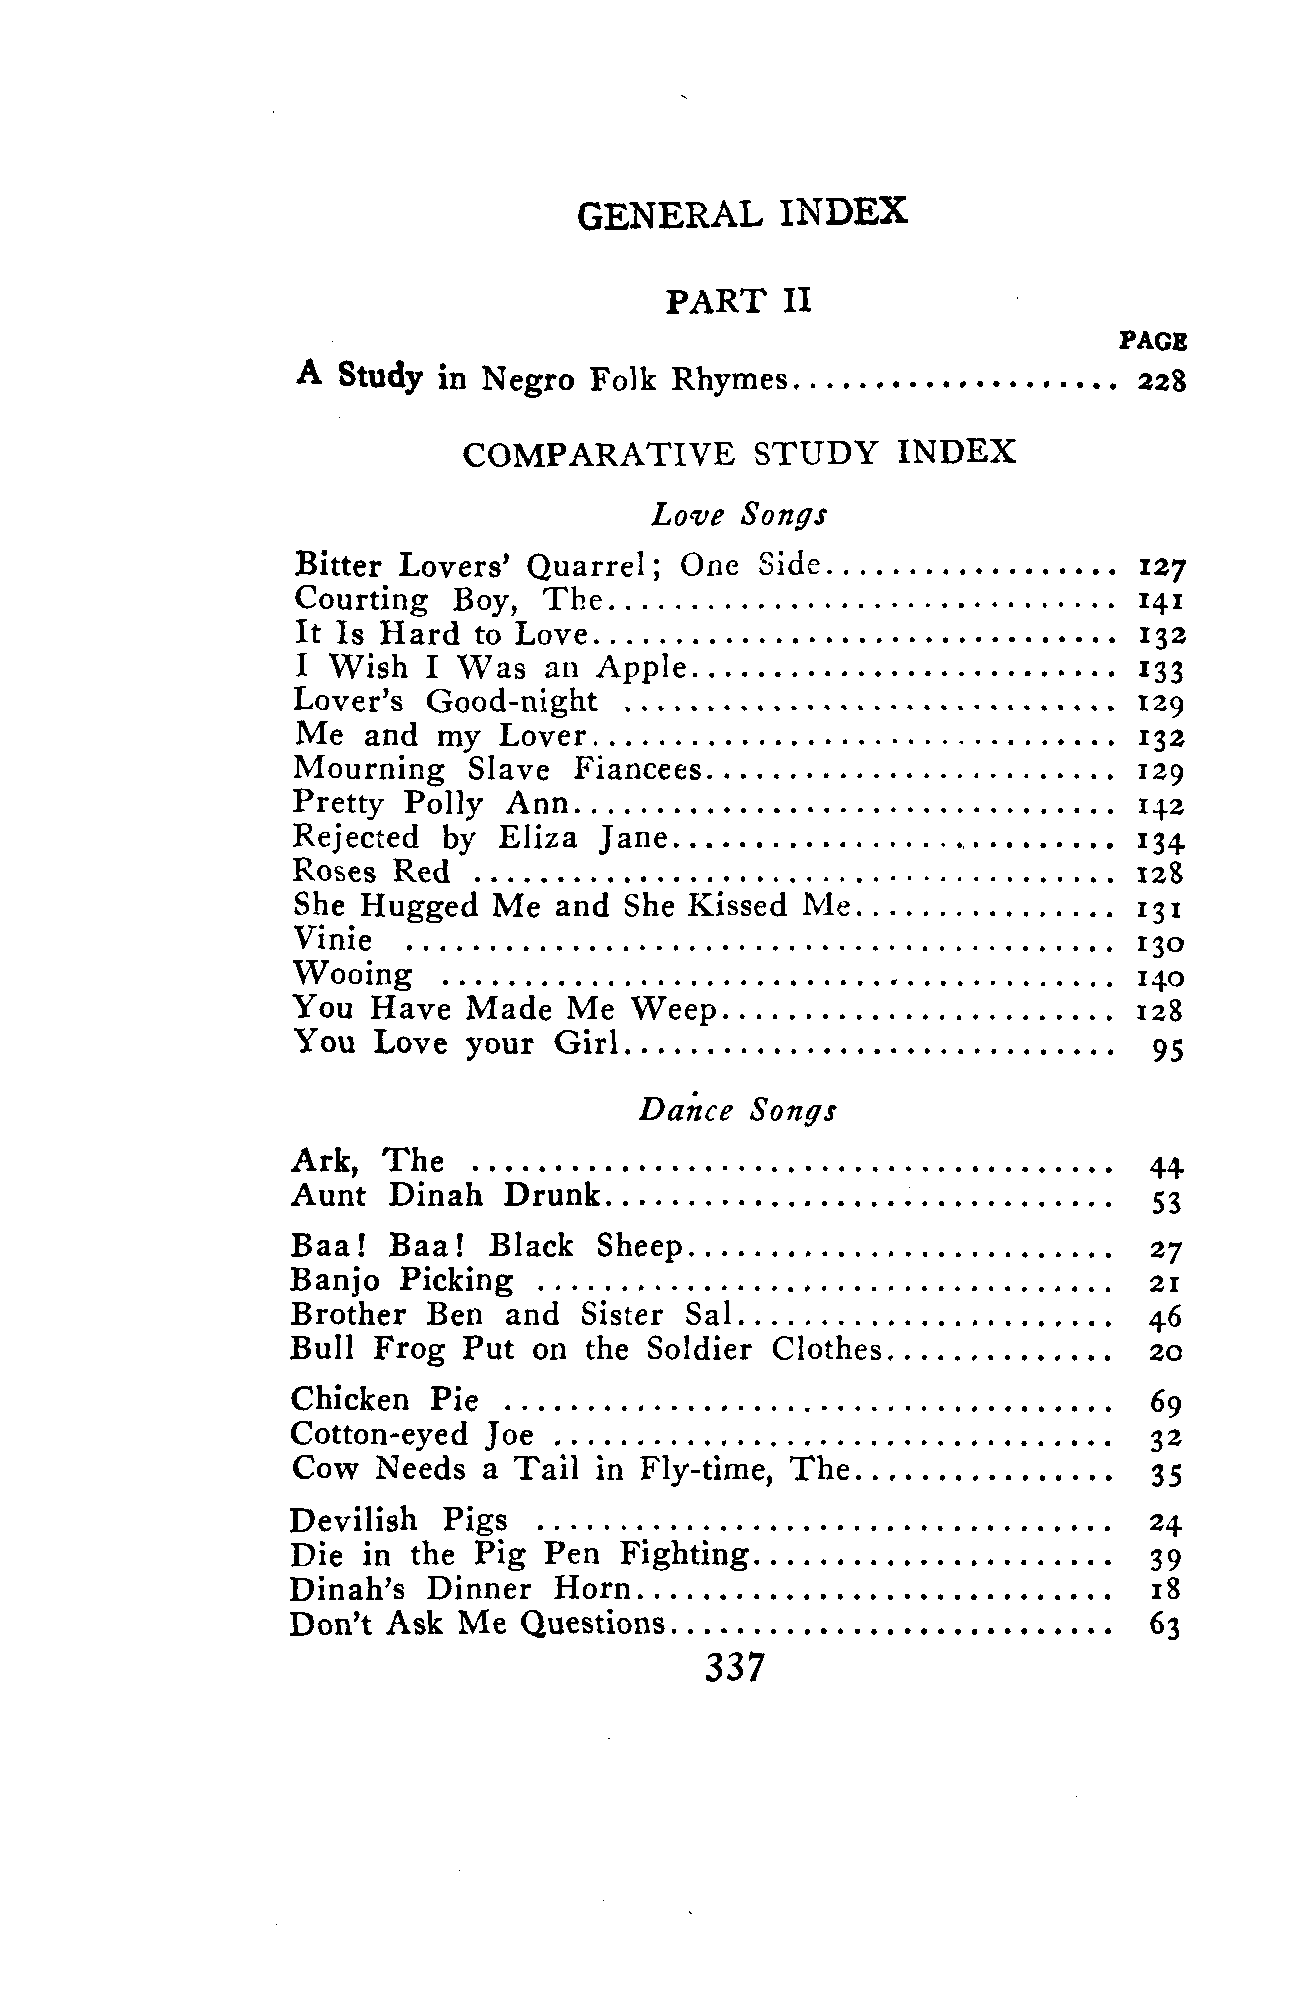 GENERAL INDEX
PART II
PAGE
A Study in Negro Folk Rhymes.................... 228
COMPARATIVE STUDY INDEX
Love Songs
Bitter Lovers' Quarrel; One Side.................. 127
Courting Boy, The............................... 141
It Is Hard to Love................................ 132
I Wish I Was an Apple.......................... 133
Lover's Good-night .............................. 129
Me and my Lover................................ 132
Mourning Slave Fiancees......................... 129
Pretty Polly Ann................................. 142
Rejected by Eliza Jane........................... 134
Roses Red ....................................... 128
She Hugged Me and She Kissed Me................ 131
Vinie ........................................... 130
Wooing ......................................... 140
You Have Made Me Weep........................ 128
You Love your Girl.............................. 95
Dance Songs
Ark, The ....................................... 44
Aunt Dinah Drunk............................... 53
Baa! Baa! Black Sheep.......................... 27
Banjo Picking ................................... 21
Brother Ben and Sister Sal....................... 46
Bull Frog Put on the Soldier Clothes.............. 20
Chicken Pie ..................................... 69
Cotton-eyed Joe .................................. 32
Cow Needs a Tail in Fly-time, The................ 35
Devilish Pigs ................................... 24
Die in the Pig Pen Fighting...................... 39
Dinah's Dinner Horn............................. 18
Don't Ask Me Questions........................... 63
337